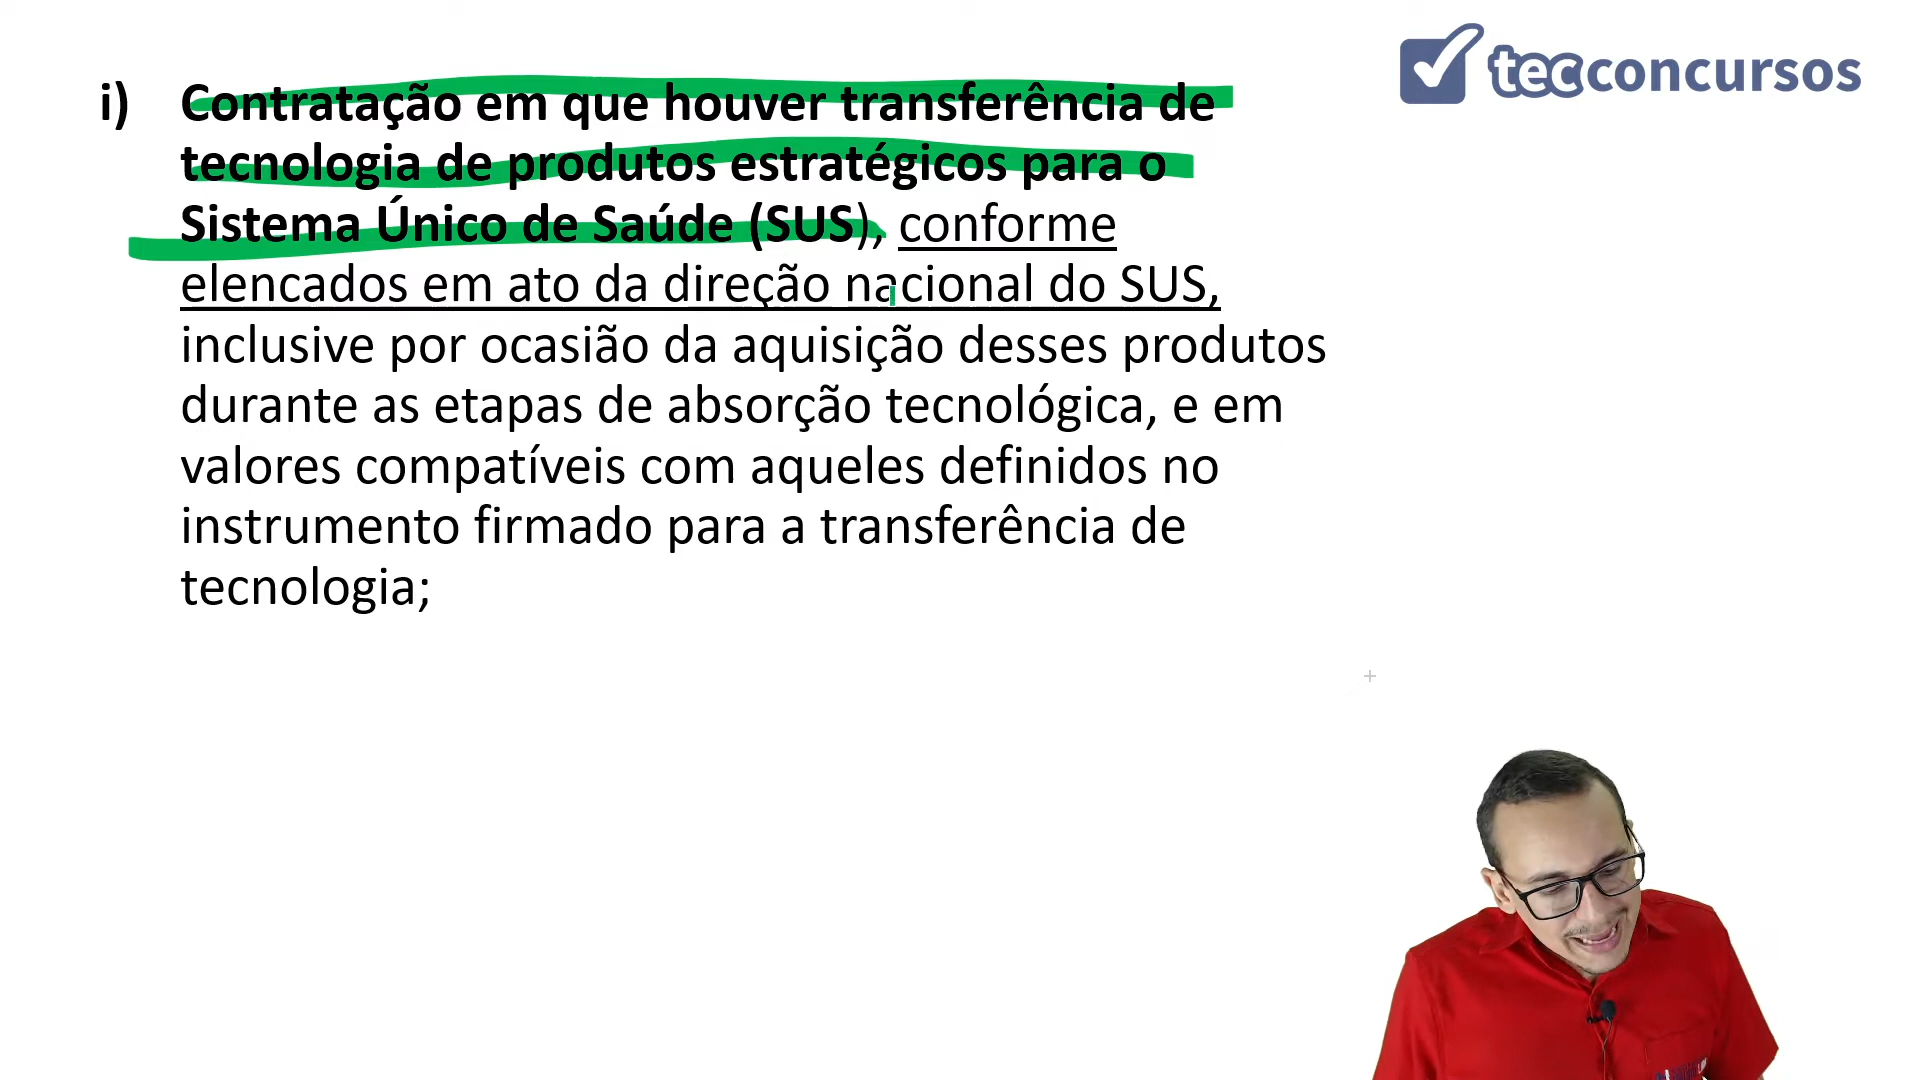 tecconcursos
i) Contratação em que houver transferência de
tecnologia de produtos estratégicos para o
Sistema Único de Saúde (SUS), conforme
elencados em ato da direção nacional do SUS,
inclusive por ocasião da aquisição desses produtos
durante as etapas de absorção tecnológica, e em
valores compatíveis com aqueles definidos no
instrumento firmado para a transferência de
tecnologia;